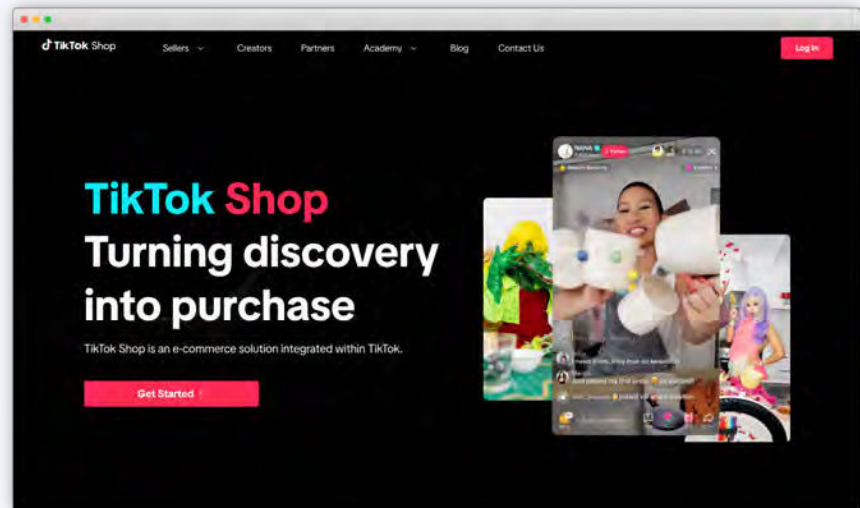 TikTok Shop
Sellers
Creators
Partners
Academy
Blog
Contact Us
Log In
TikTok Shop
Turning discovery
into purchase
TikTok Shop is an e-commerce solution integrated within TikTok.
Get Started
NANA